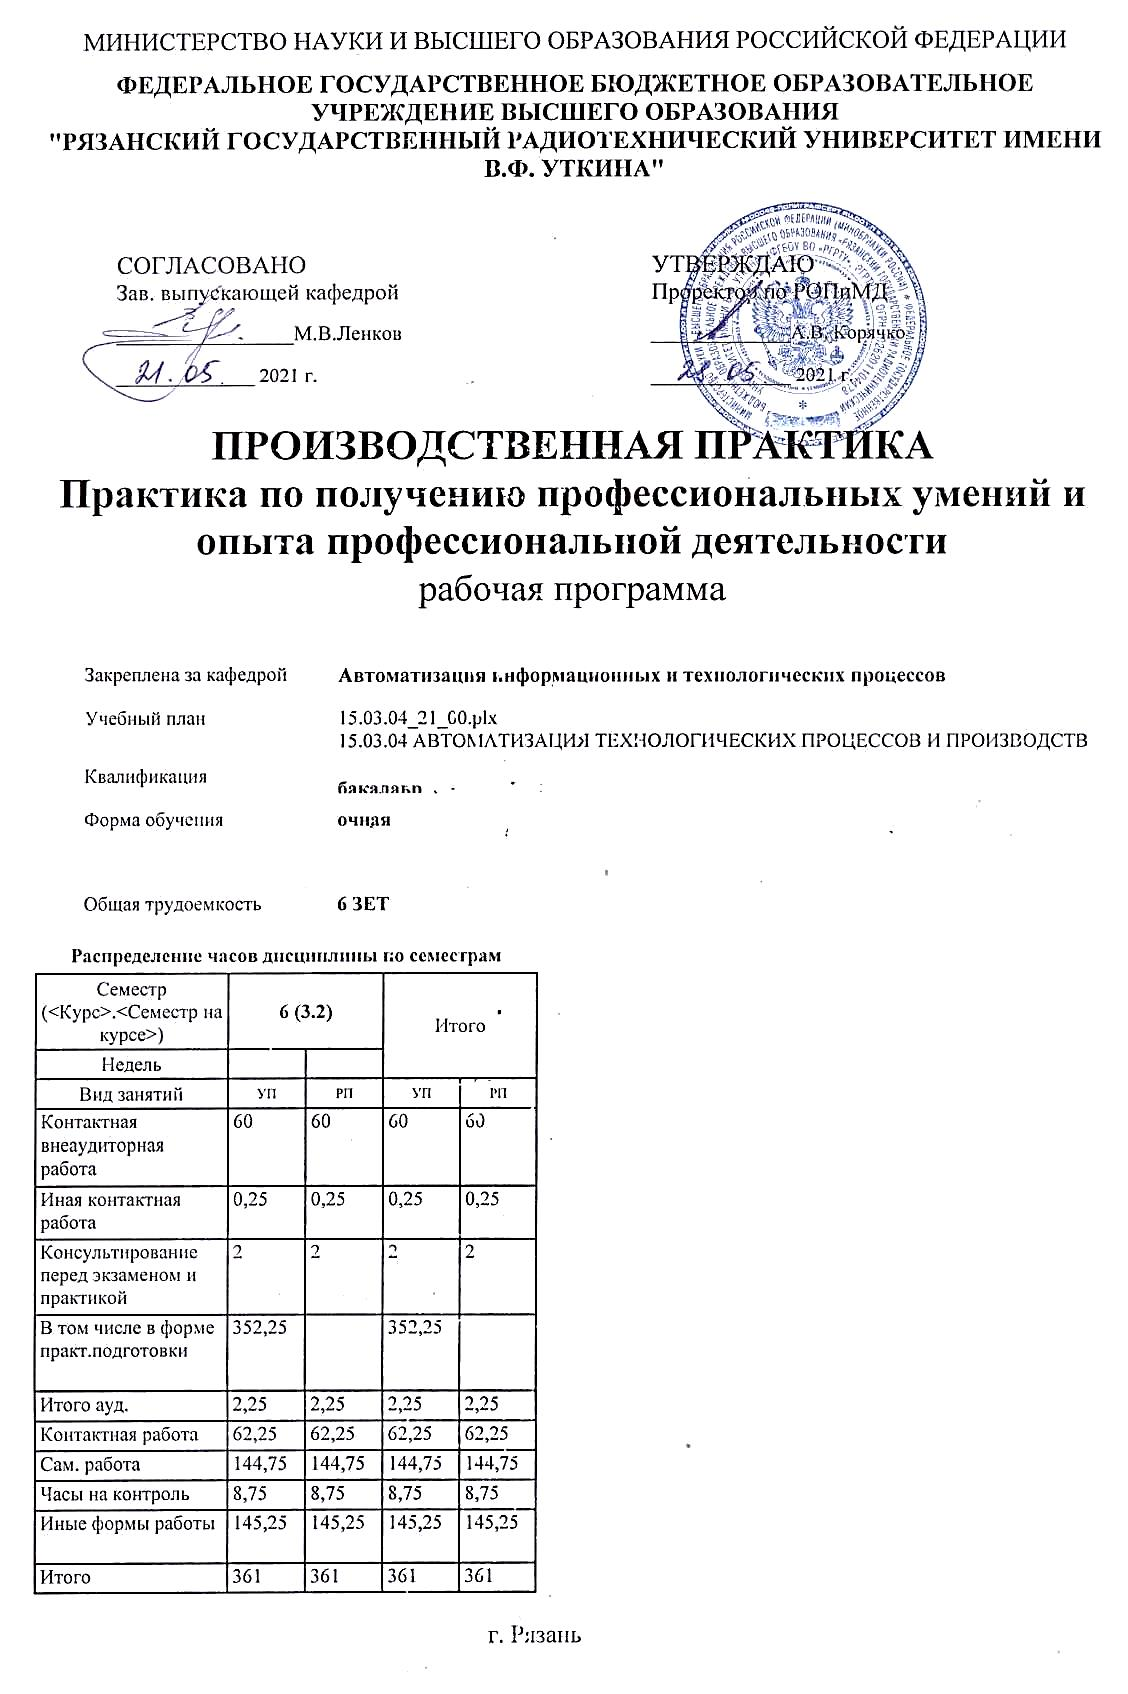 МИНИСТЕРСТВО НАУКИ И ВЫСШЕГО ОБРАЗОВАНИЯ РОССИЙСКОЙ ФЕДЕРАЦИИ
ФЕДЕРАЛЬНОЕ ГОСУДАРСТВЕННОЕ БЮДЖЕТНОЕ ОБРАЗОВАТЕЛЬНОЕ
УЧРЕЖДЕНИЕ ВЫСШЕГО ОБРАЗОВАНИЯ
"РЯЗАНСКИЙ ГОСУДАРСТВЕННЫЙ РАДИОТЕХНИЧЕСКИЙ УНИВЕРСИТЕТ ИМЕНИ
В.Ф. УТКИНА"
СОГЛАСОВАНО
Зав. выпускающей кафедрой
М.В.Ленков
21.05 2021 г.
УТВЕРЖДАЮ
Проректор по РОПиМД
А.В. Корячко
2021 г.
ПРОИЗВОДСТВЕННАЯ ПРАКТИКА
Практика по получению профессиональных умений и
опыта профессиональной деятельности
рабочая программа
Закреплена за кафедрой Автоматизация информационных и технологических процессов
Учебный план 15.03.04_21_00.plx
15.03.04 АВТОМАТИЗАЦИЯ ТЕХНОЛОГИЧЕСКИХ ПРОЦЕССОВ И ПРОИЗВОДСТВ
Квалификация бакалавр
Форма обучения очная
Общая трудоемкость 6 ЗЕТ
Распределение часов дисциплины по семестрам
Семестр
(<Курс>.<Семестр на
курсе>)
6 (3.2)
Итого
Недель
Вид занятий УП РП УП РП
Контактная
внеаудиторная
работа
60 60 60 60
Иная контактная
работа
0,25 0,25 0,25 0,25
Консультирование
перед экзаменом и
практикой
2 2 2 2
В том числе в форме
практ.подготовки
352,25 352,25
Итого ауд. 2,25 2,25 2,25 2,25
Контактная работа 62,25 62,25 62,25 62,25
Сам. работа 144,75 144,75 144,75 144,75
Часы на контроль 8,75 8,75 8,75 8,75
Иные формы работы 145,25 145,25 145,25 145,25
Итого 361 361 361 361
г. Рязань